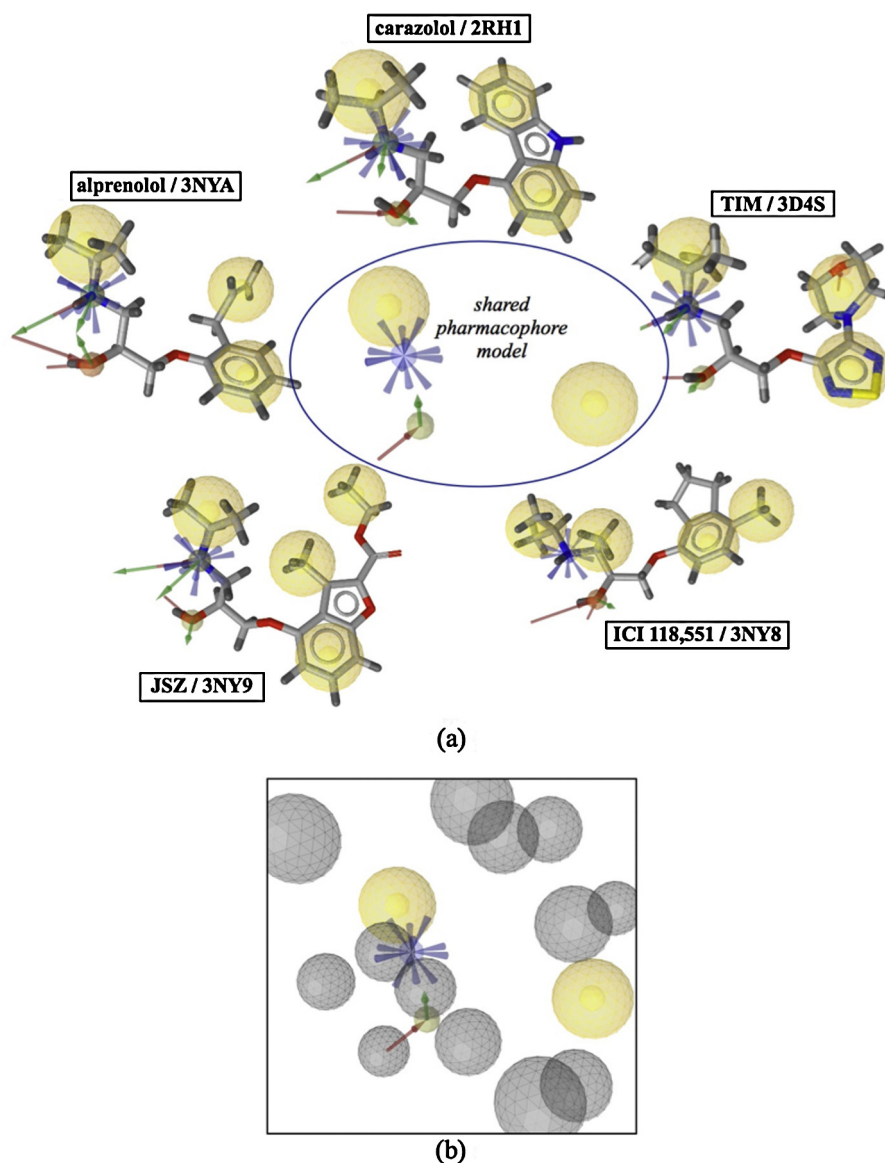 carazolol / 2RH1
alprenolol / 3NYA
TIM / 3D4S
shared
pharmacophore
model
JSZ / 3NY9
ICI 118,551 / 3NY8
(a)
(b)